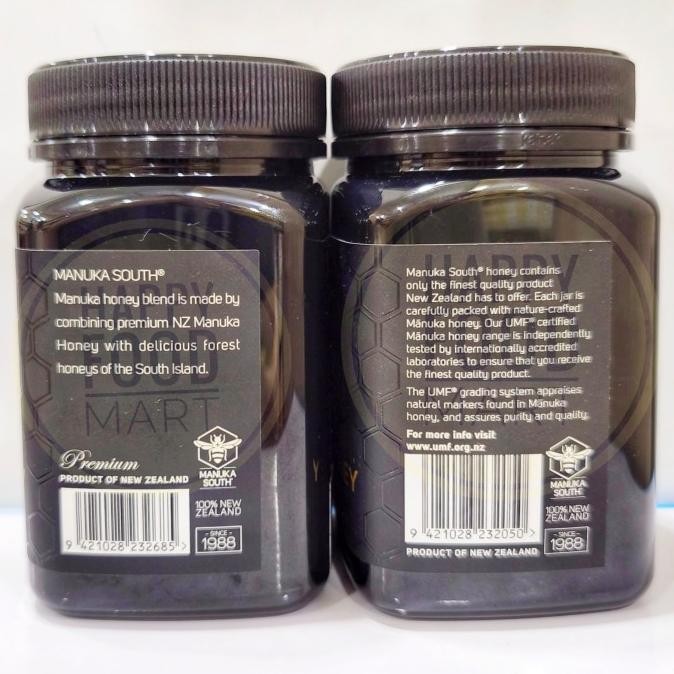 MANUKA SOUTH®
Manuka honey blend is made by
combining premium NZ Manuka
Honey with delicious forest
honeys of the South Island.
Premium
PRODUCT OF NEW ZEALAND
9 421028 232685 >
MANUKA
SOUTH
100% NEW
ZEALAND
- SINCE -
1988
HAPPY
FOOD
MART
Manuka South® honey contains
only the finest quality product
New Zealand has to offer. Each jar is
carefully packed with nature-crafted
Mānuka honey. Our UMF® certified
Mānuka honey range is independently
tested by internationally accredited
laboratories to ensure that you receive
the finest quality product.
The UMF® grading system appraises
natural markers found in Mānuka
honey, and assures purity and quality.
For more info visit
www.umf.org.nz
9 421028 232050 >
PRODUCT OF NEW ZEALAND
MANUKA
SOUTH
100% NEW
ZEALAND
- SINCE -
1988
HAPPY
FOOD
MART
Y
EY